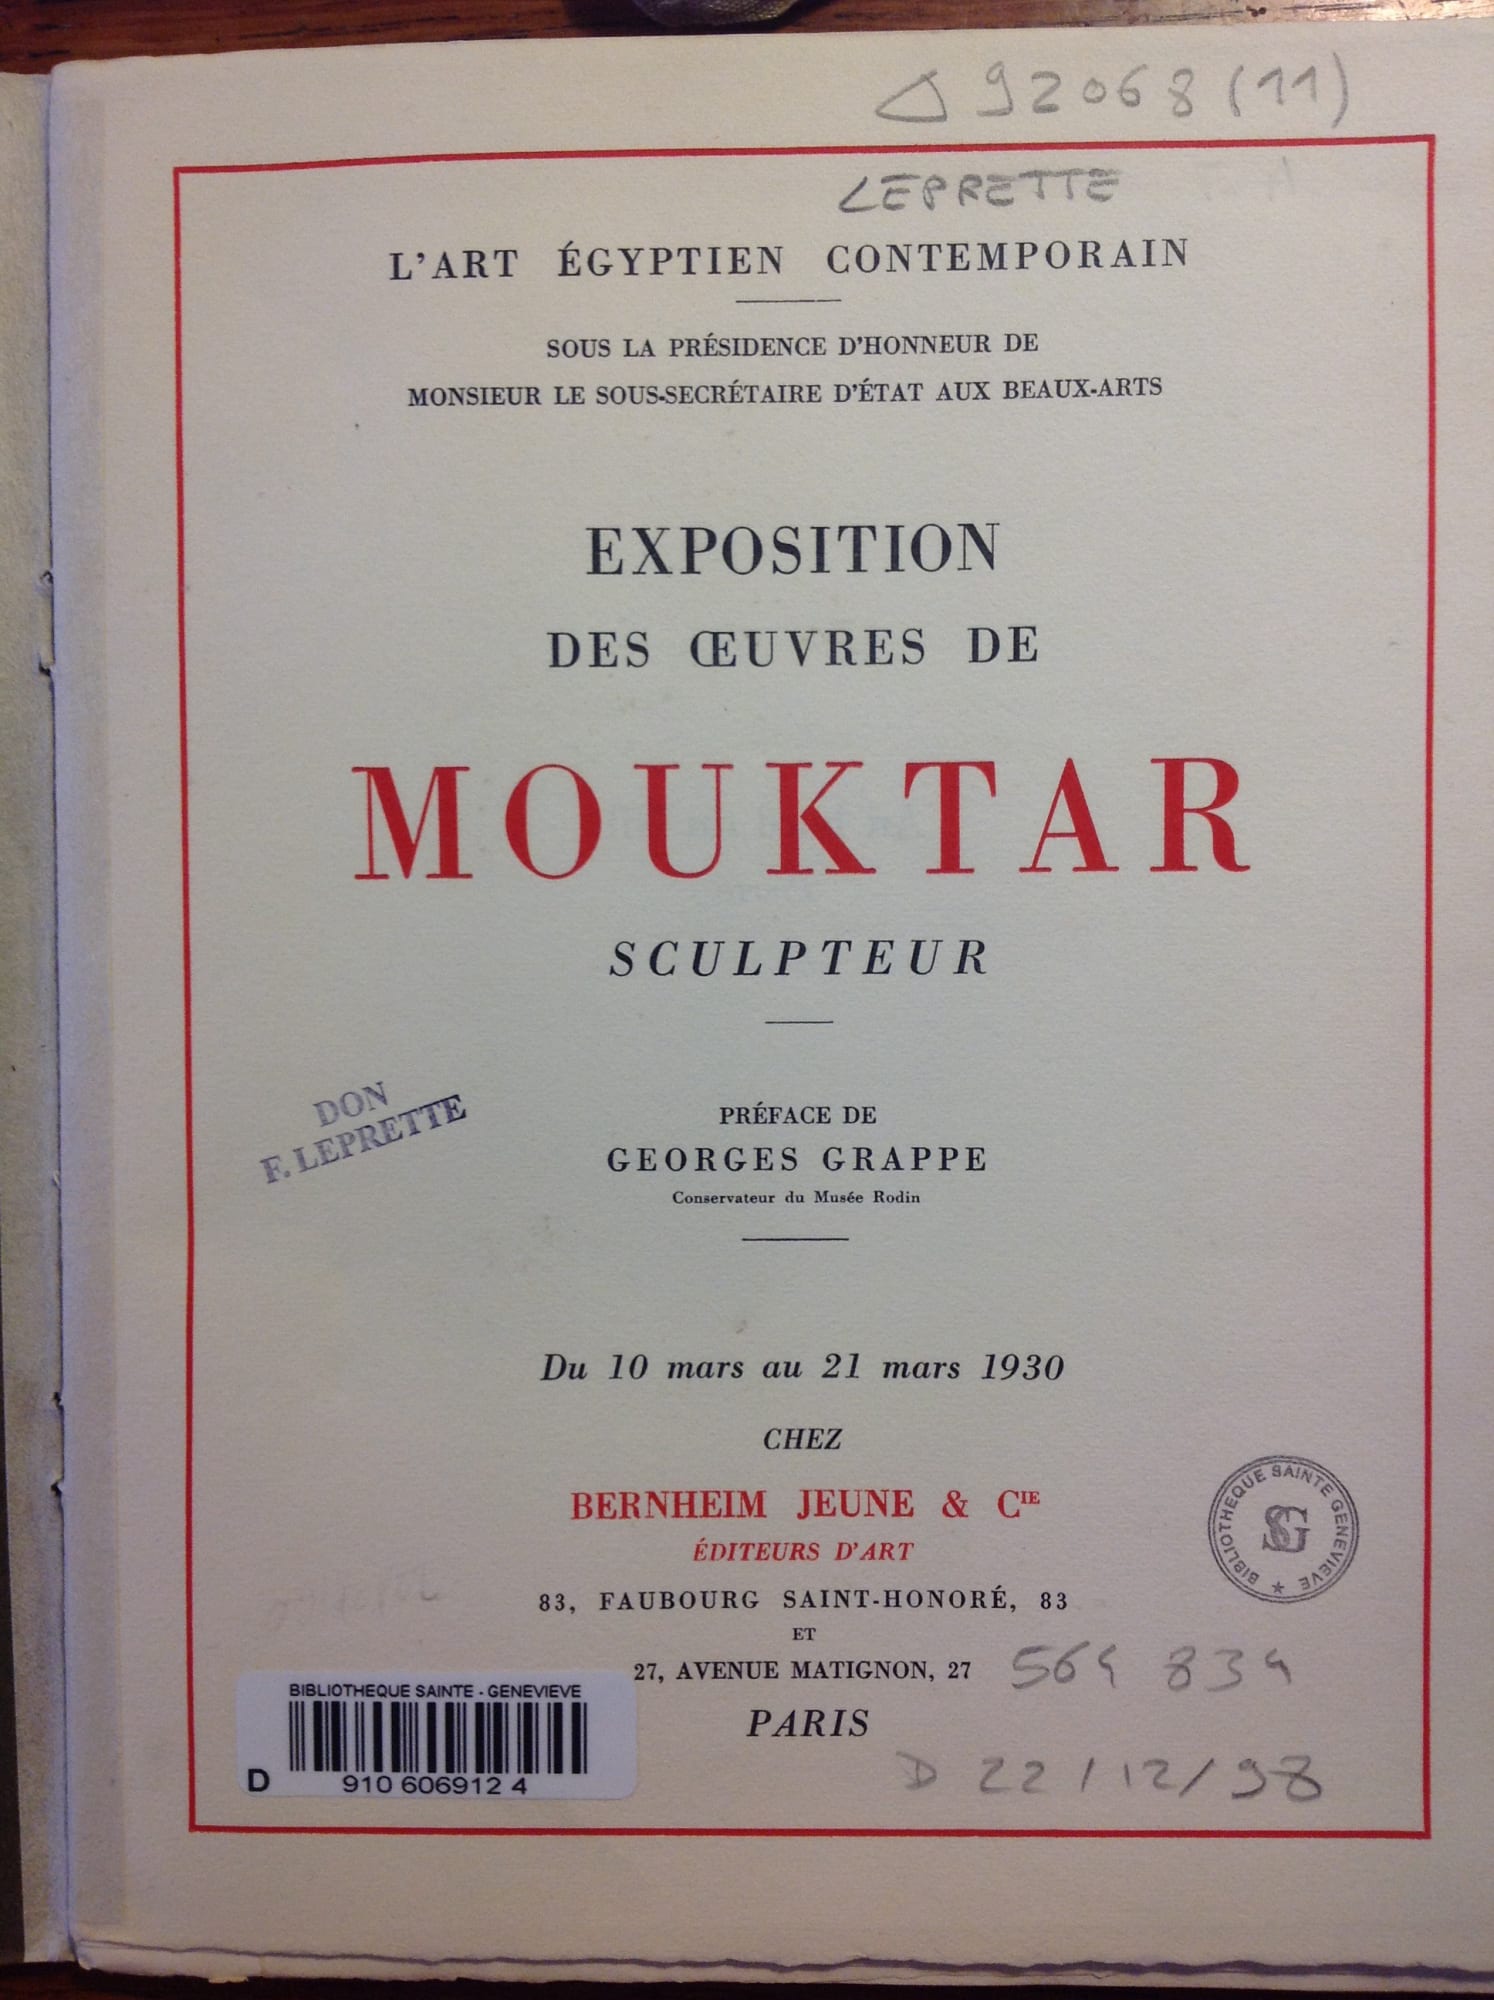 Δ 92068 (11)
LEPRETTE
L'ART ÉGYPTIEN CONTEMPORAIN
SOUS LA PRÉSIDENCE D'HONNEUR DE
MONSIEUR LE SOUS-SECRÉTAIRE D'ÉTAT AUX BEAUX-ARTS
EXPOSITION
DES ŒUVRES DE
MOUKTAR
SCULPTEUR
PRÉFACE DE
GEORGES GRAPPE
Conservateur du Musée Rodin
DON
F. LEPRETTE
Du 10 mars au 21 mars 1930
CHEZ
BERNHEIM JEUNE & CIE
ÉDITEURS D'ART
83, FAUBOURG SAINT-HONORÉ, 83
ET
27, AVENUE MATIGNON, 27
PARIS
BIBLIOTHEQUE SAINTE GENEVIEVE
SG
564 834
D 22/12/98
BIBLIOTHEQUE SAINTE - GENEVIEVE
D 910 606912 4